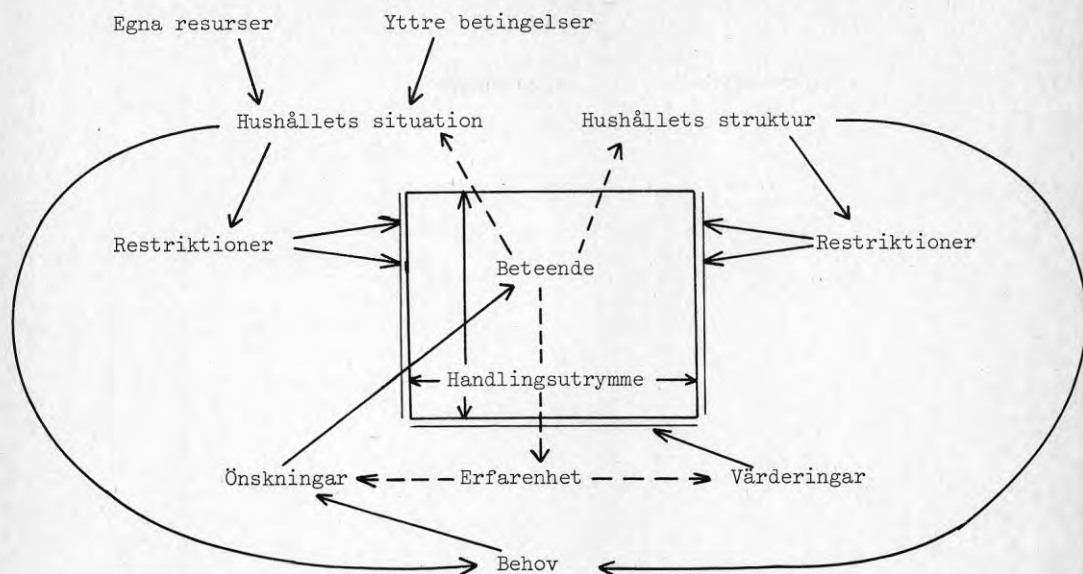 Egna resurser
Yttre betingelser
Hushållets situation
Hushållets struktur
Restriktioner
Restriktioner
Beteende
Handlingsutrymme
Önskningar
Erfarenhet
Värderingar
Behov